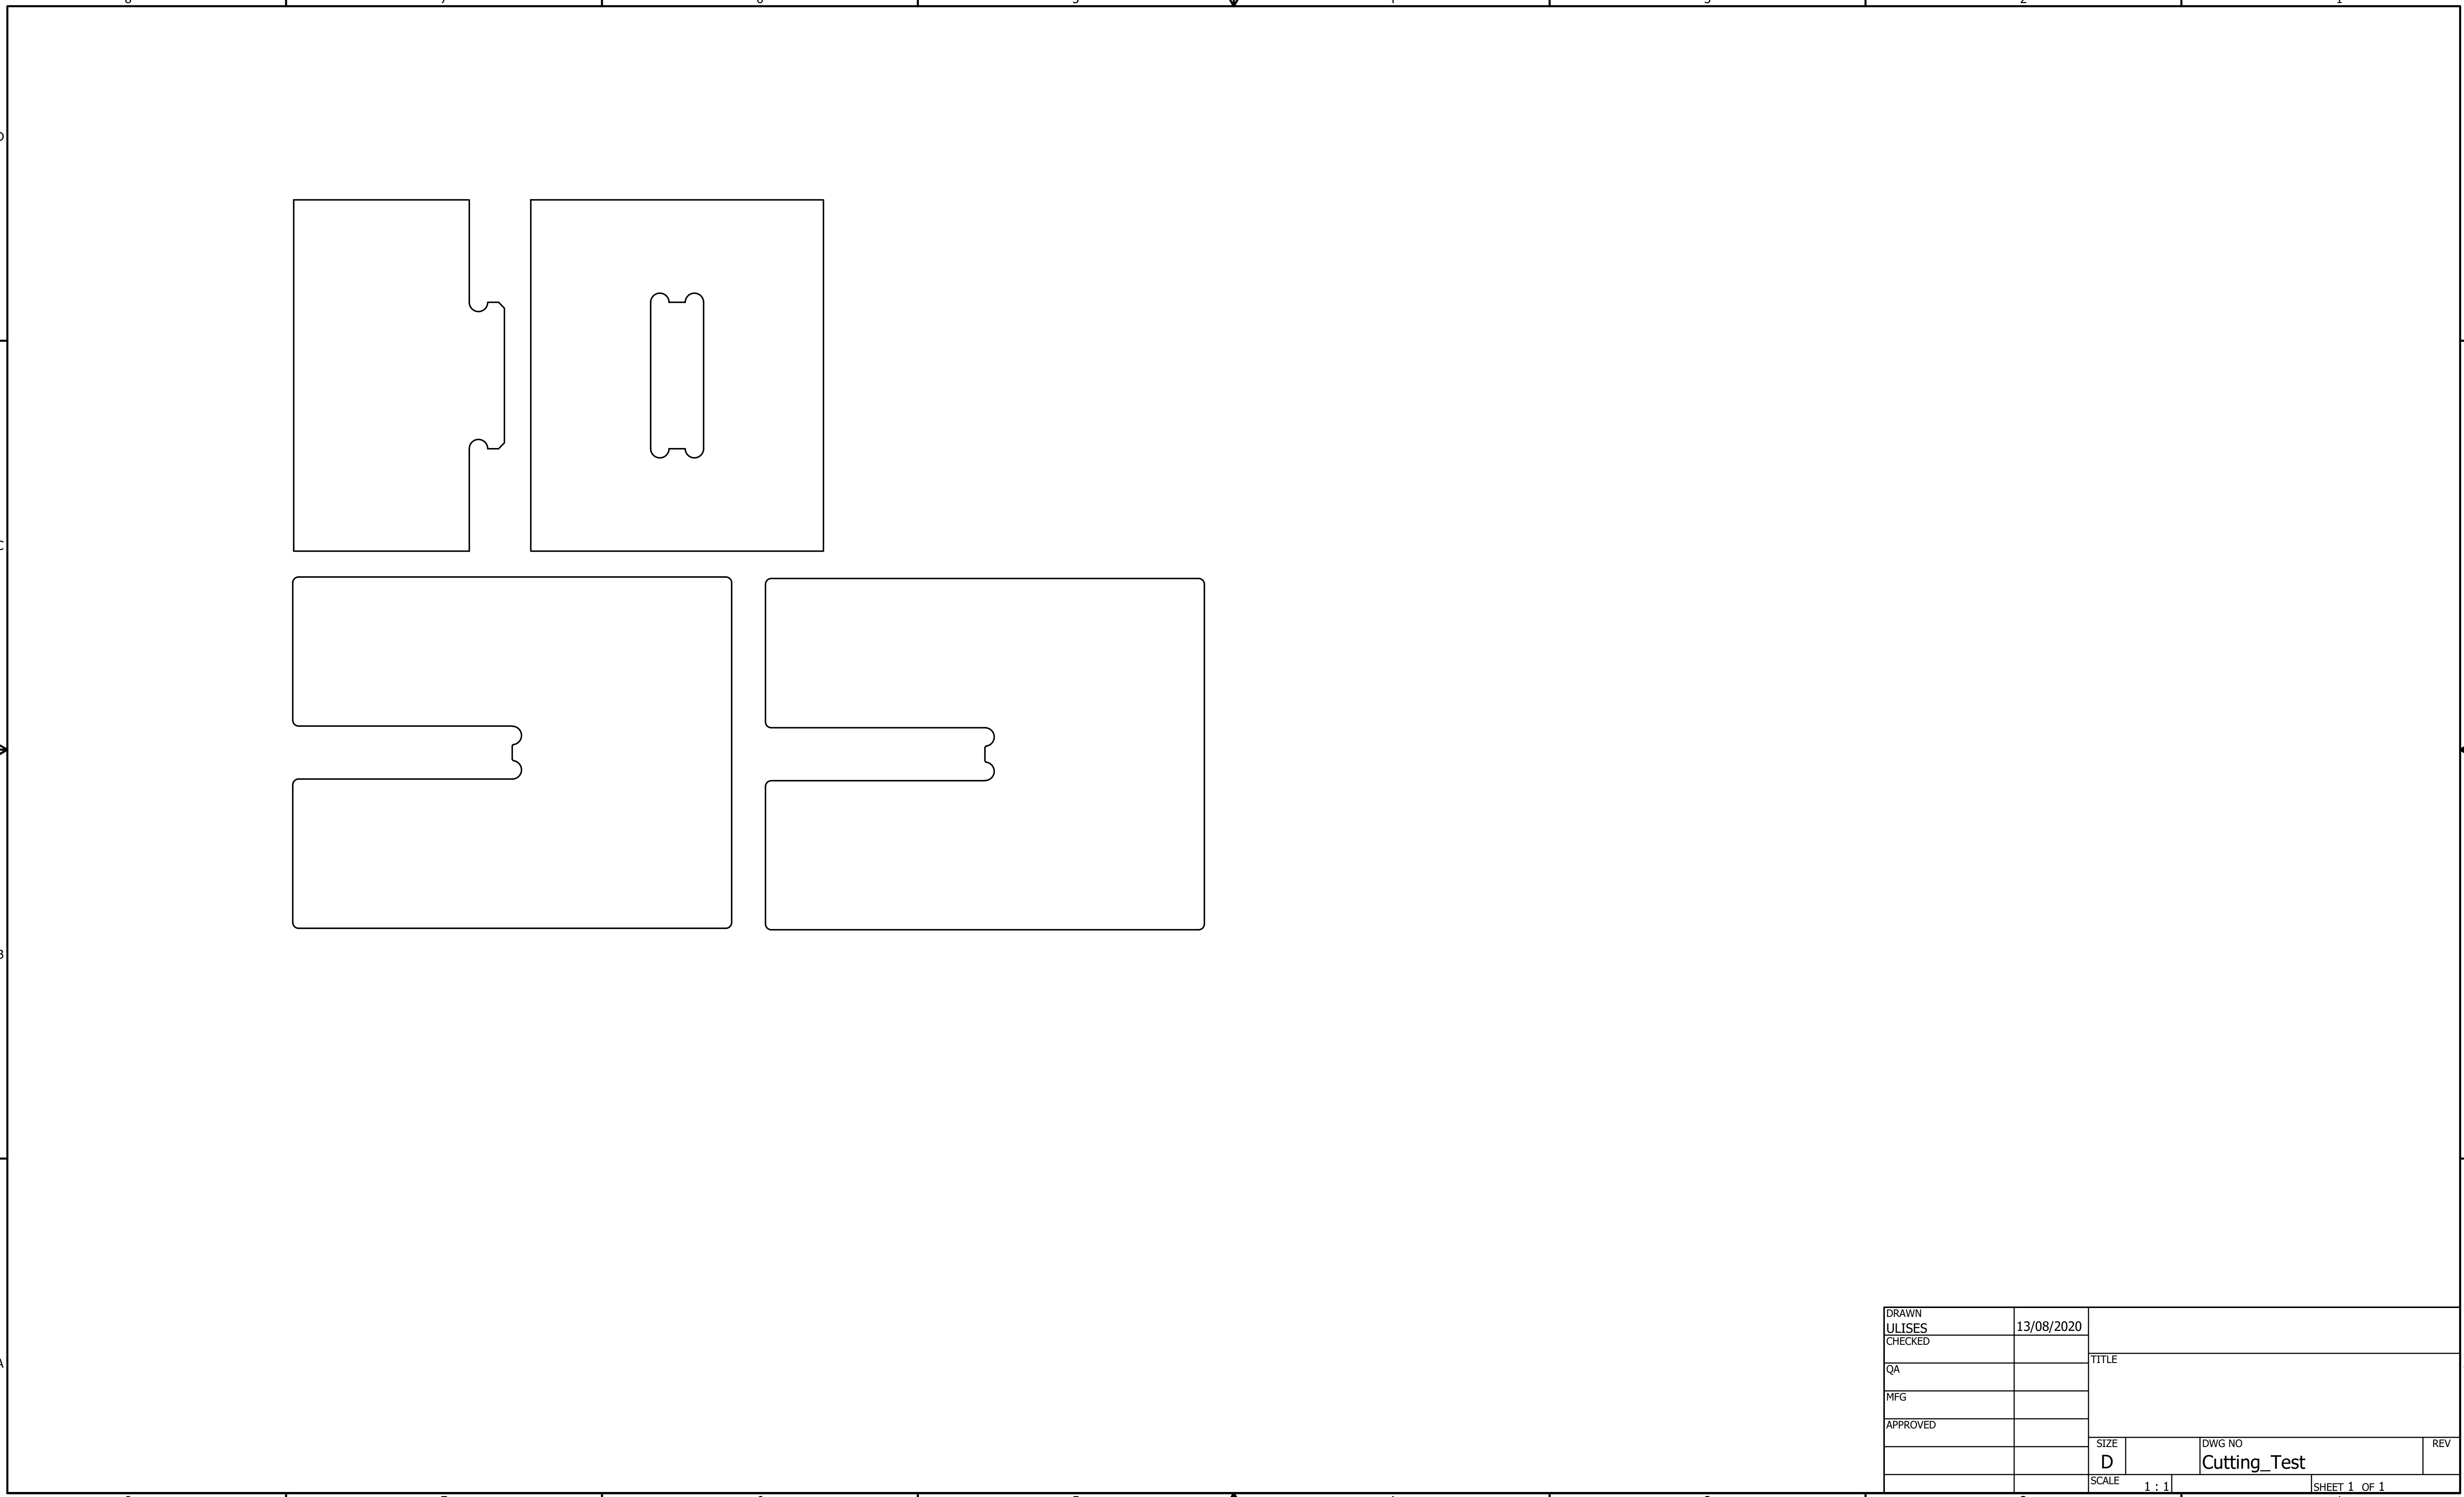 DRAWN
ULISES
13/08/2020
CHECKED
QA
MFG
APPROVED
TITLE
SIZE
D
DWG NO
Cutting_Test
REV
SCALE
1 : 1
SHEET 1 OF 1